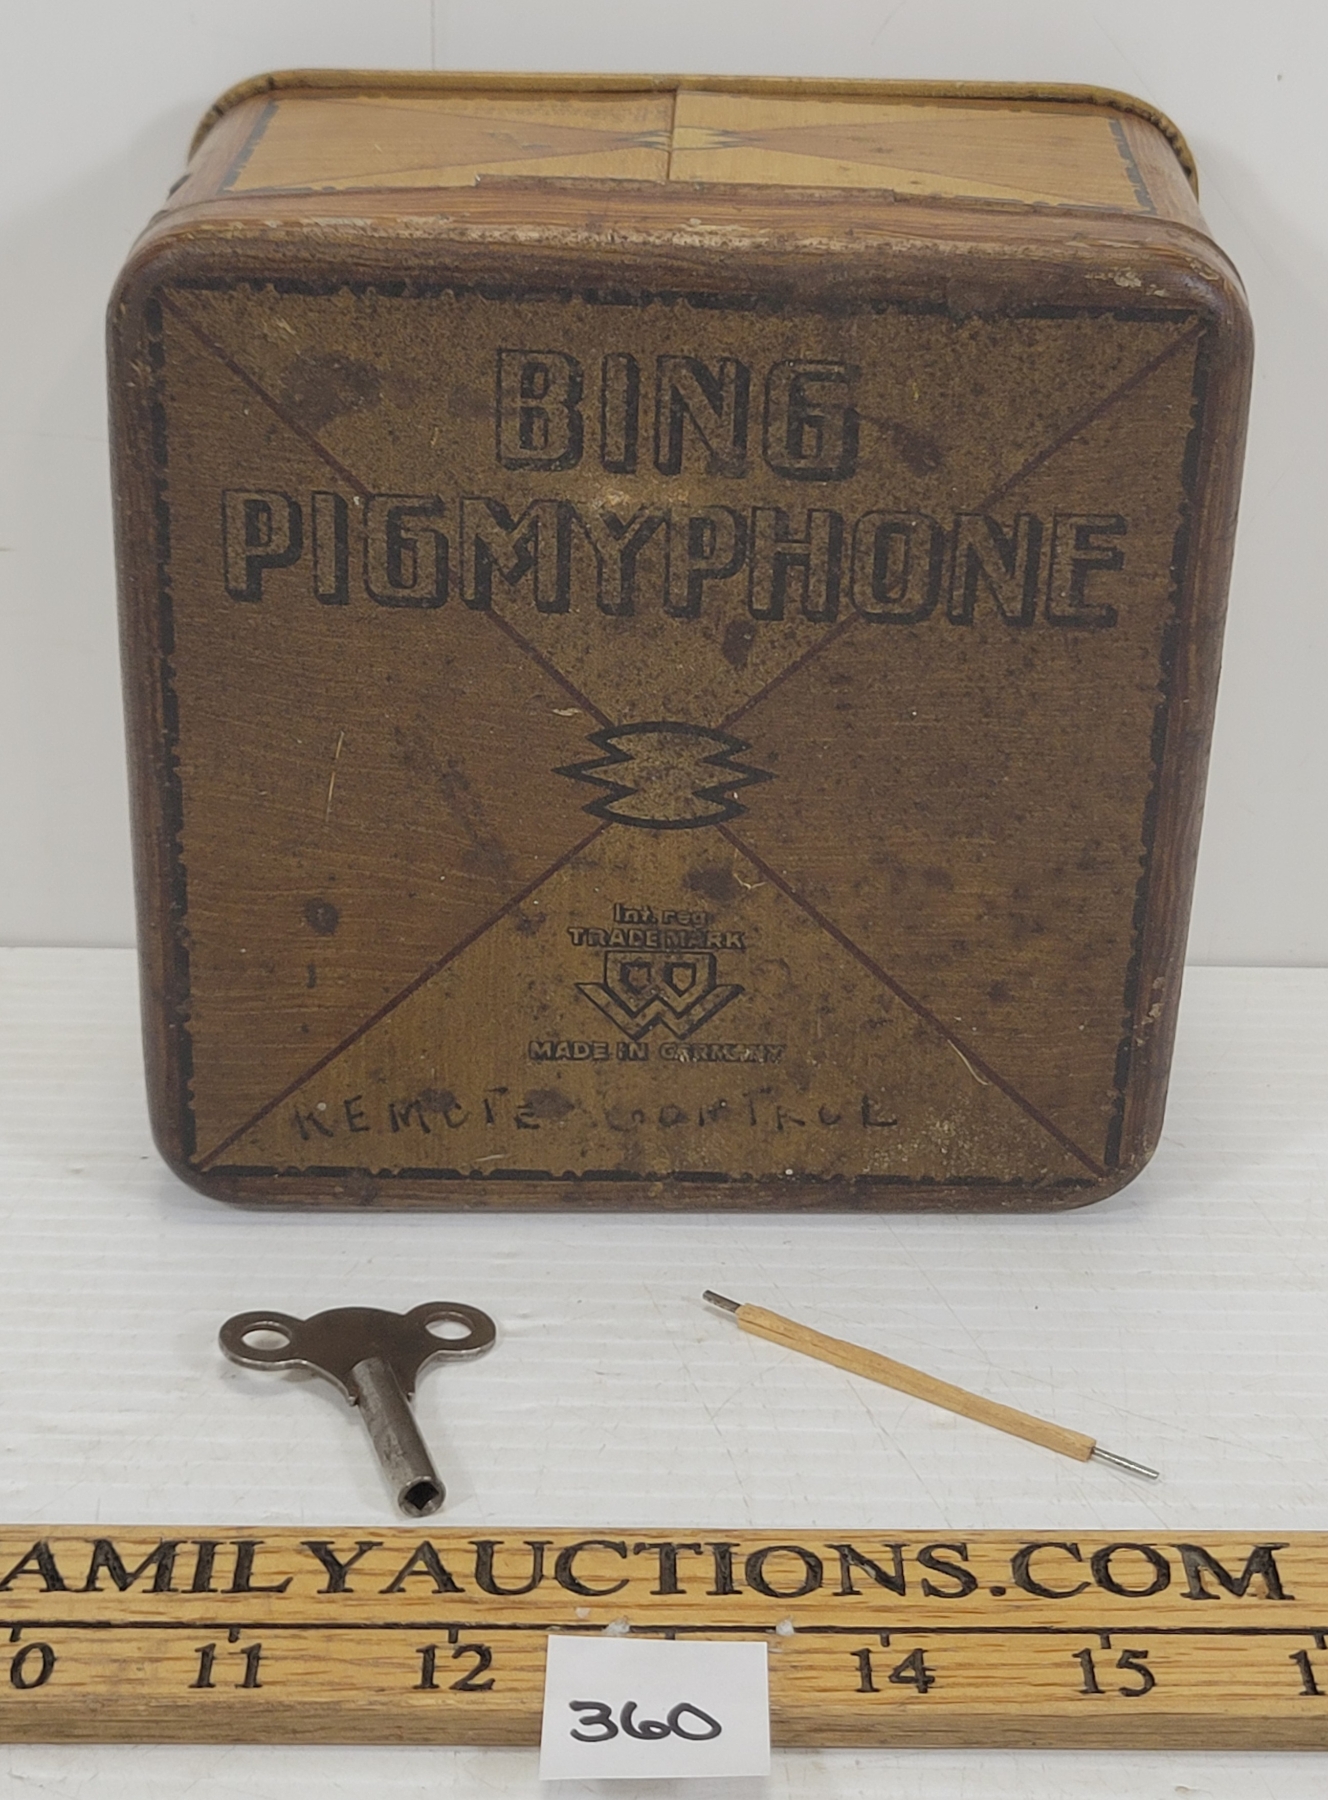 BING
PIGMYPHONE
Int. reg
TRADE MARK
MADE IN GERMANY
REMOTE CONTROL
AMILYAUCTIONS.COM
0 11 12 14 15 1
360